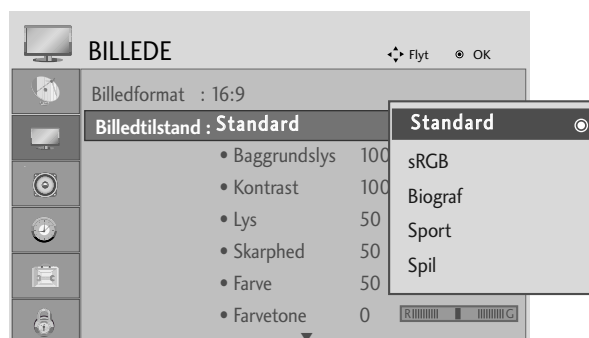 BILLEDE Flyt OK
Billedformat : 16:9
Billedtilstand : Standard
• Baggrundslys 100
• Kontrast 100
• Lys 50
• Skarphed 50
• Farve 50
• Farvetone 0 R G
Standard
sRGB
Biograf
Sport
Spil